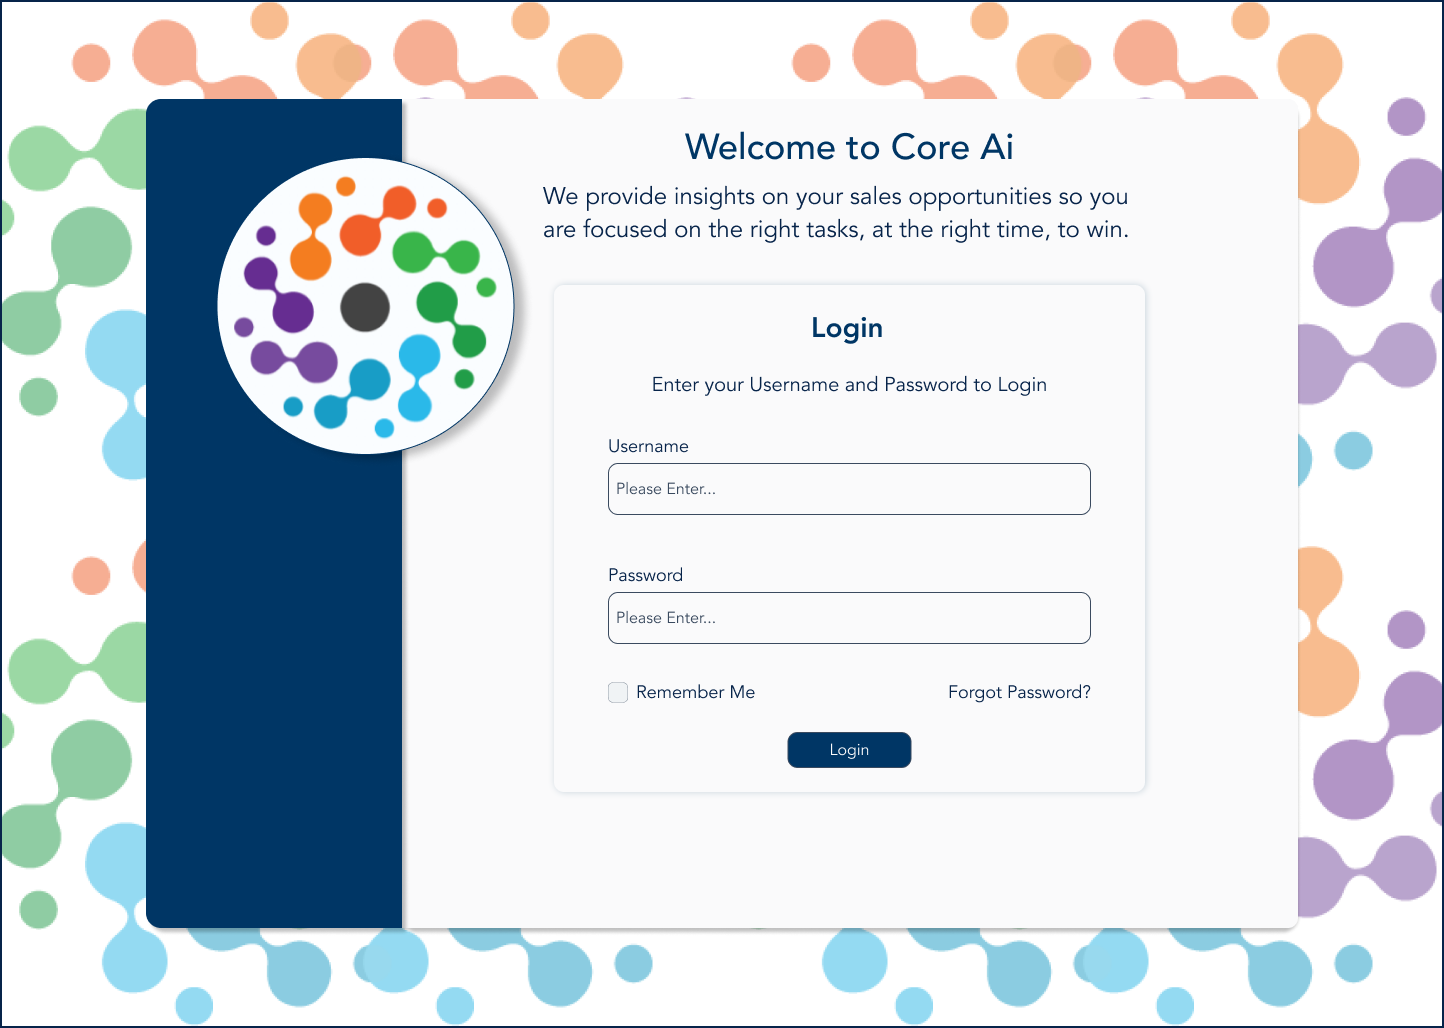 Welcome to Core Ai
We provide insights on your sales opportunities so you
are focused on the right tasks, at the right time, to win.
Login
Enter your Username and Password to Login
Username
Please Enter...
Password
Please Enter...
Remember Me
Forgot Password?
Login